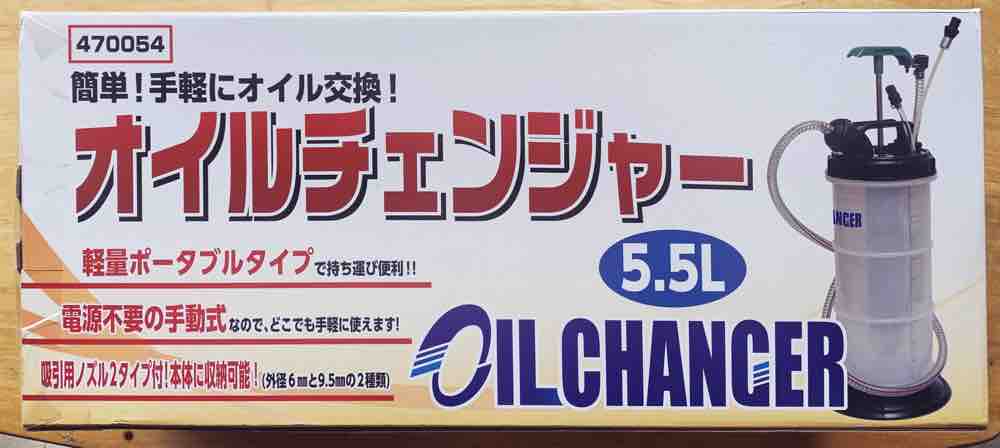 470054
簡単！手軽にオイル交換！
オイルチェンジャー
5.5L
軽量ポータブルタイプで持ち運び便利!!
電源不要の手動式なので、どこでも手軽に使えます!
吸引用ノズル2タイプ付!本体に収納可能！(外径6㎜と9.5㎜の2種類)
OILCHANGER
ANGER